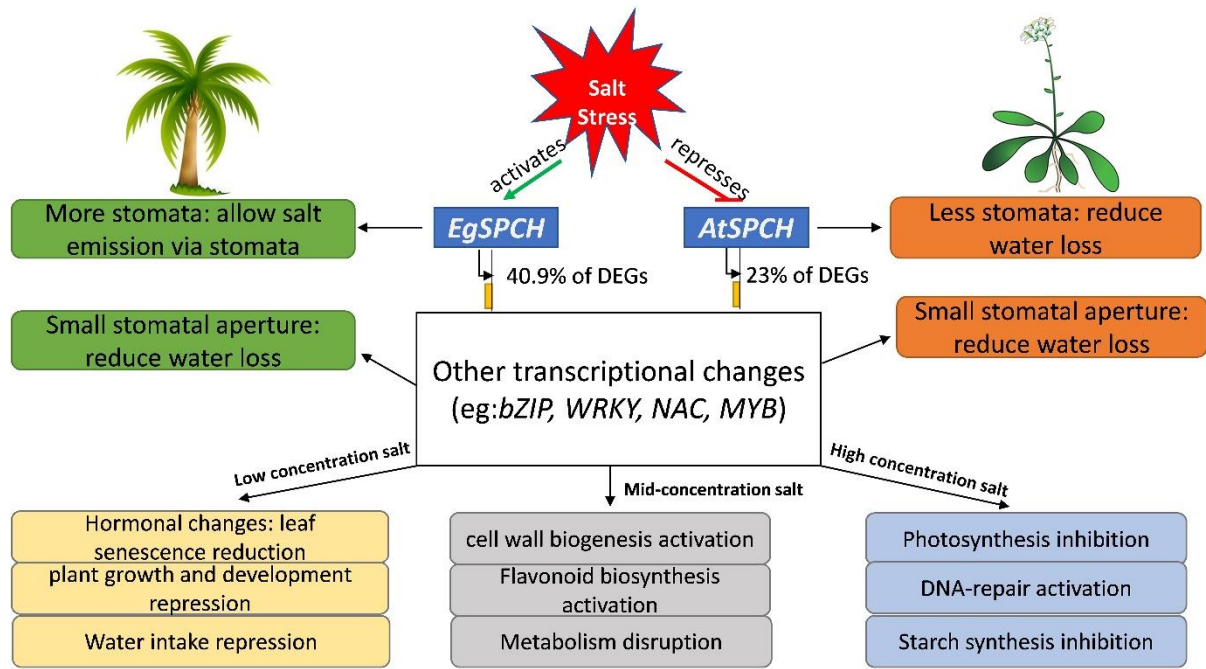 Salt
Stress
activates
represses
More stomata: allow salt
emission via stomata
EgSPCH
AtSPCH
Less stomata: reduce
water loss
40.9% of DEGs
23% of DEGs
Small stomatal aperture:
reduce water loss
Small stomatal aperture:
reduce water loss
Other transcriptional changes
(eg:bZIP, WRKY, NAC, MYB)
Low concentration salt
Mid-concentration salt
High concentration salt
Hormonal changes: leaf
senescence reduction
plant growth and development
repression
Water intake repression
cell wall biogenesis activation
Flavonoid biosynthesis
activation
Metabolism disruption
Photosynthesis inhibition
DNA-repair activation
Starch synthesis inhibition